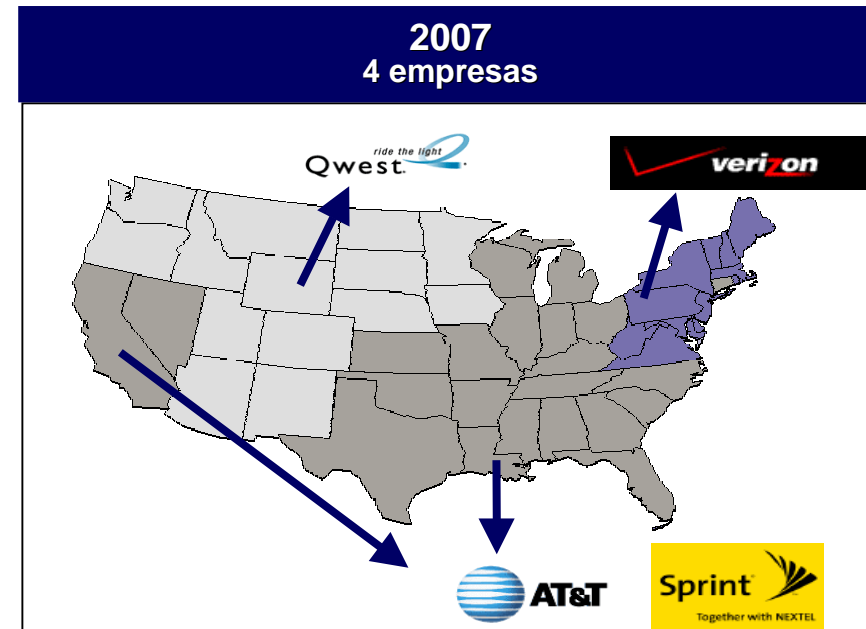 2007
4 empresas
ride the light
Qwest.
verizon
AT&T
Sprint
Together with NEXTEL